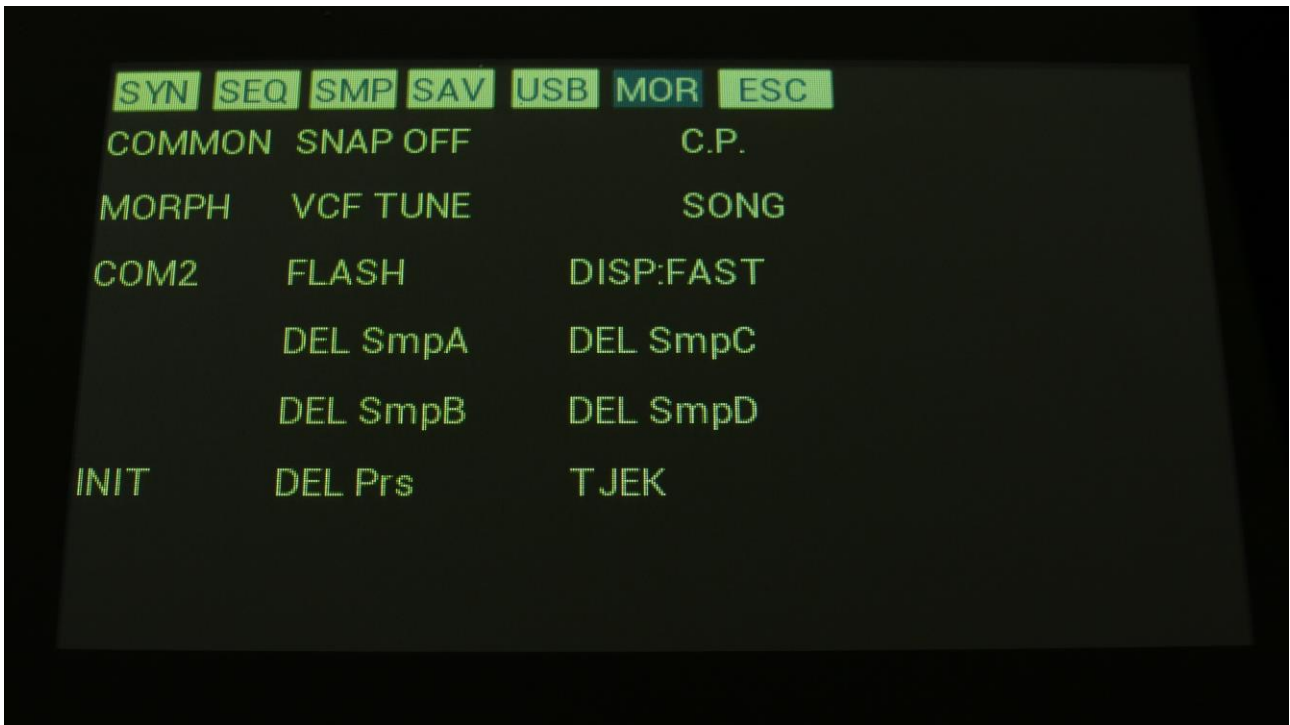 SYN SEQ SMP SAV USB MOR ESC
COMMON SNAP OFF C.P.
MORPH VCF TUNE SONG
COM2 FLASH DISP:FAST
DEL SmpA DEL SmpC
DEL SmpB DEL SmpD
INIT DEL Prs TJEK